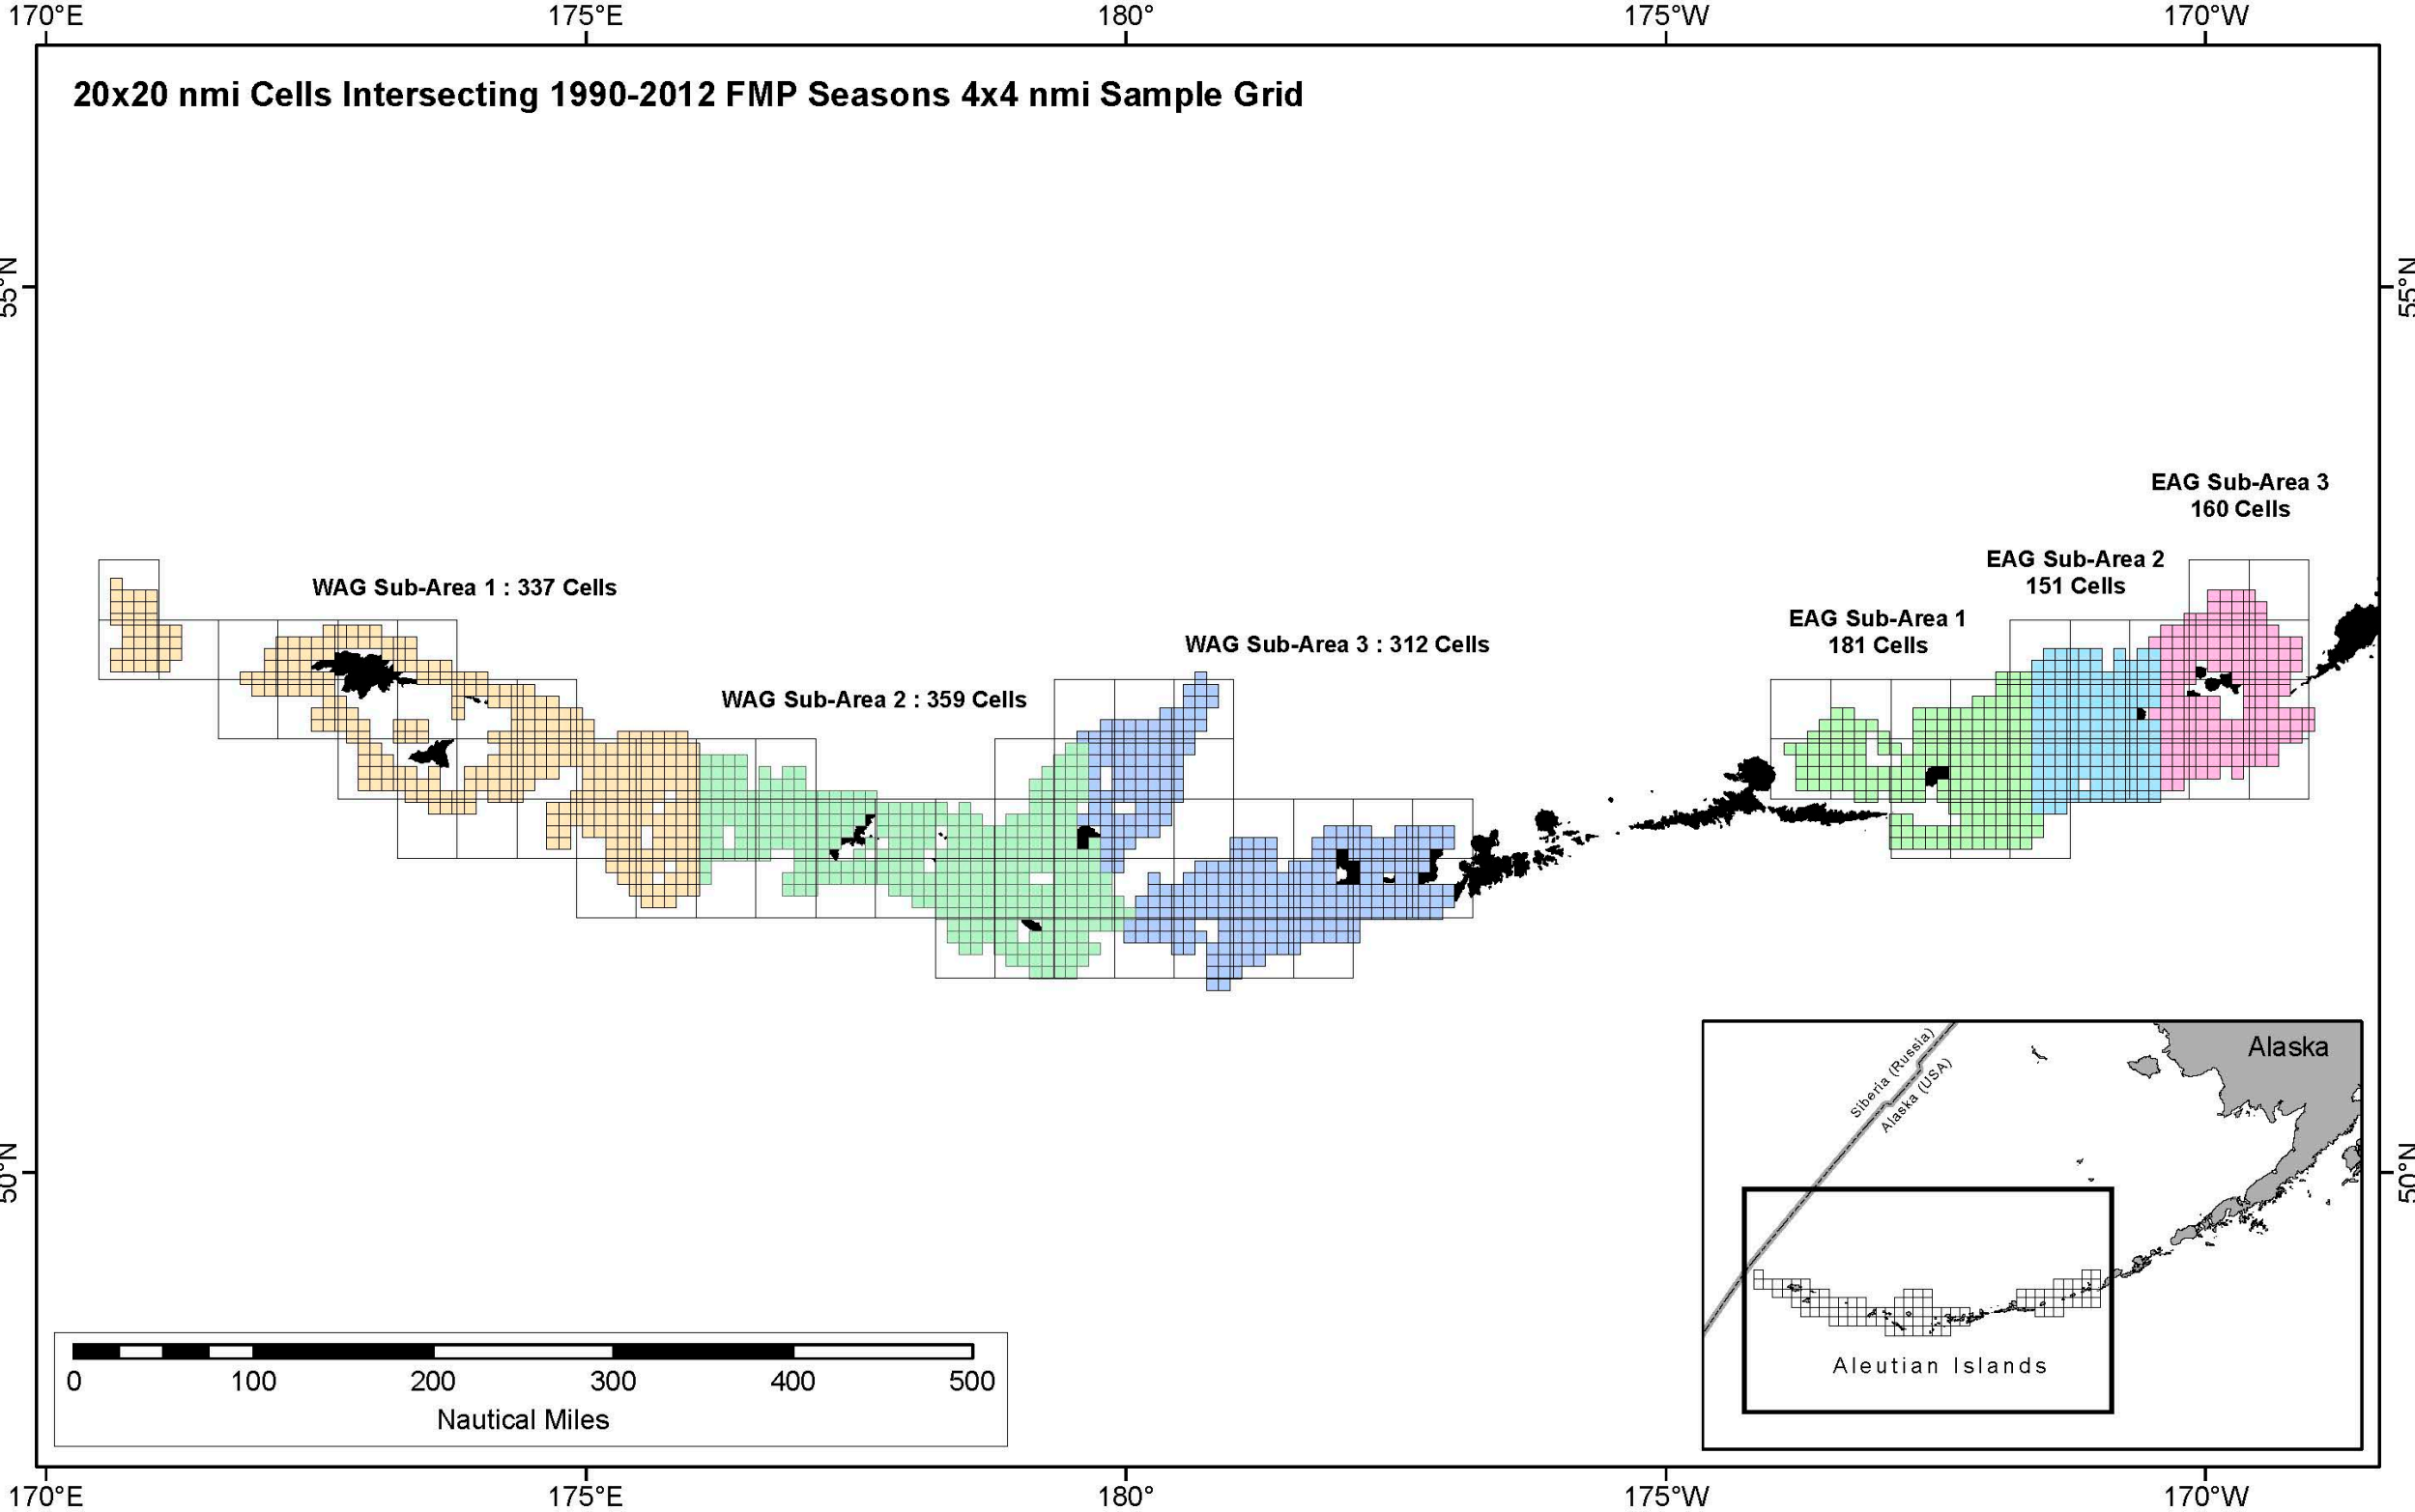 170°E 175°E 180° 175°W 170°W
20x20 nmi Cells Intersecting 1990-2012 FMP Seasons 4x4 nmi Sample Grid
55°N 55°N
EAG Sub-Area 3
160 Cells
EAG Sub-Area 2
151 Cells
WAG Sub-Area 1 : 337 Cells
EAG Sub-Area 1
181 Cells
WAG Sub-Area 3 : 312 Cells
WAG Sub-Area 2 : 359 Cells
Alaska
Siberia (Russia)
Alaska (USA)
50°N 50°N
Aleutian Islands
0 100 200 300 400 500
Nautical Miles
170°E 175°E 180° 175°W 170°W